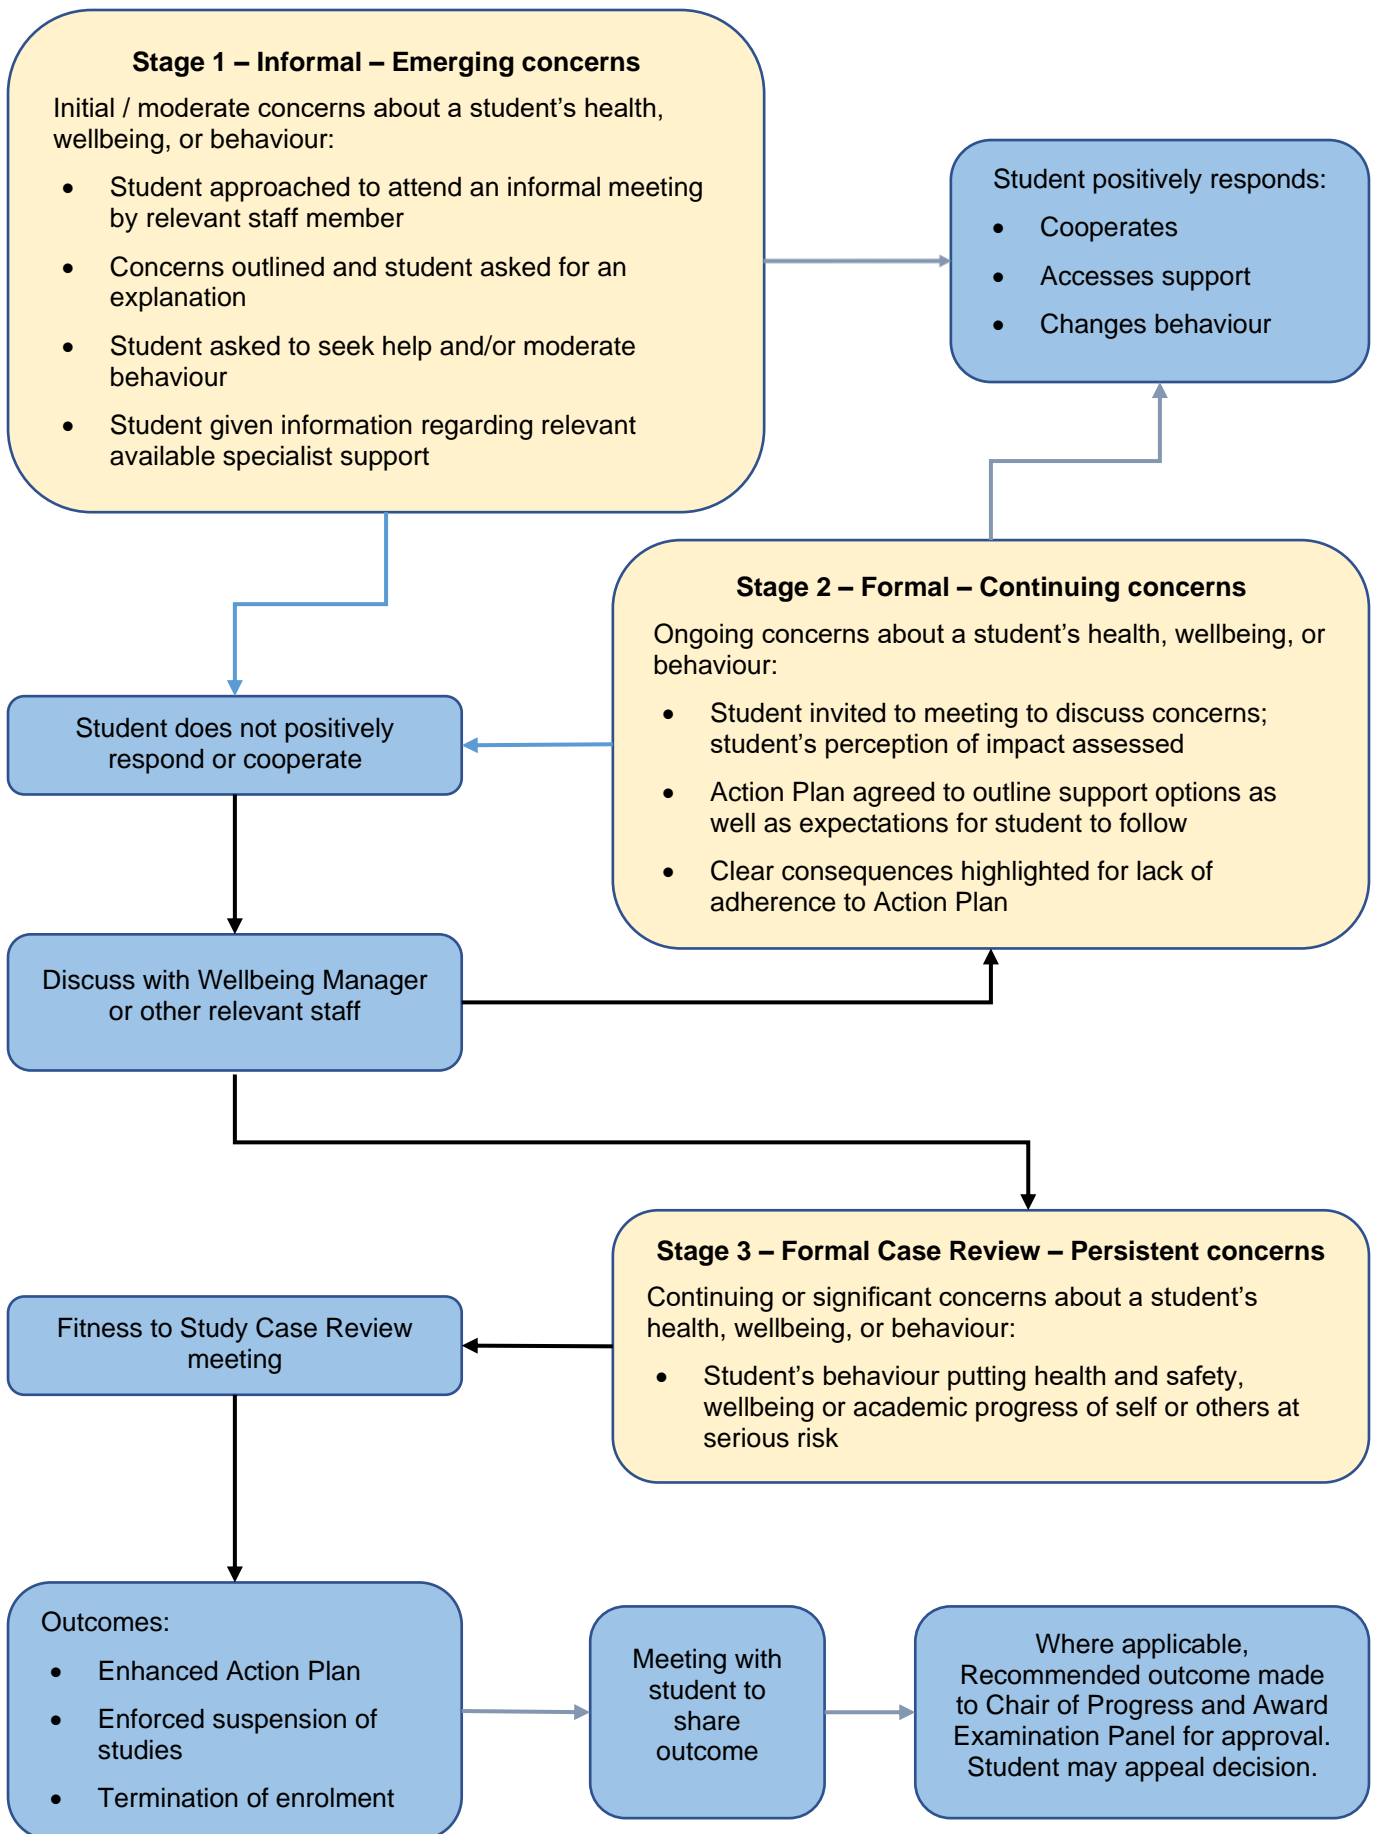 Stage 1 – Informal – Emerging concerns
Initial / moderate concerns about a student’s health,
wellbeing, or behaviour:
• Student approached to attend an informal meeting
by relevant staff member
• Concerns outlined and student asked for an
explanation
• Student asked to seek help and/or moderate
behaviour
• Student given information regarding relevant
available specialist support
Student positively responds:
• Cooperates
• Accesses support
• Changes behaviour
Stage 2 – Formal – Continuing concerns
Ongoing concerns about a student’s health, wellbeing, or
behaviour:
• Student invited to meeting to discuss concerns;
student’s perception of impact assessed
• Action Plan agreed to outline support options as
well as expectations for student to follow
• Clear consequences highlighted for lack of
adherence to Action Plan
Student does not positively
respond or cooperate
Discuss with Wellbeing Manager
or other relevant staff
Stage 3 – Formal Case Review – Persistent concerns
Continuing or significant concerns about a student’s
health, wellbeing, or behaviour:
• Student’s behaviour putting health and safety,
wellbeing or academic progress of self or others at
serious risk
Fitness to Study Case Review
meeting
Outcomes:
• Enhanced Action Plan
• Enforced suspension of
studies
• Termination of enrolment
Meeting with
student to
share
outcome
Where applicable,
Recommended outcome made
to Chair of Progress and Award
Examination Panel for approval.
Student may appeal decision.